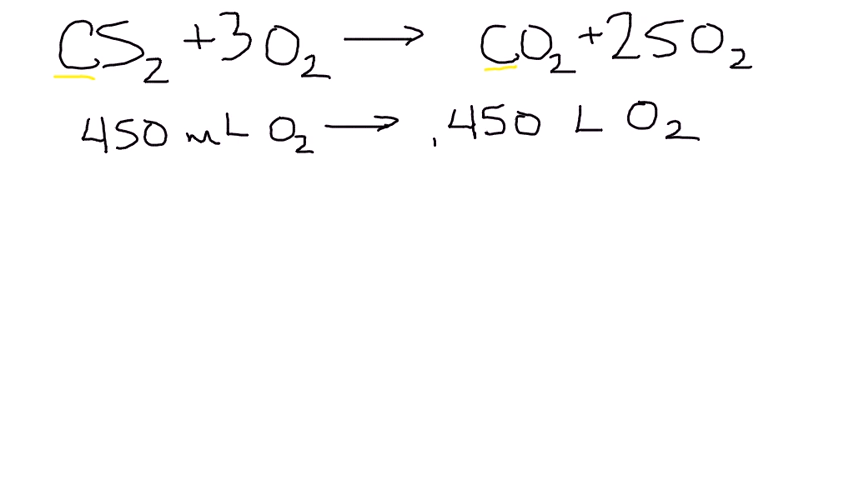 CS₂ + 3O₂ → CO₂ + 2SO₂
450 mL O₂ → .450 L O₂